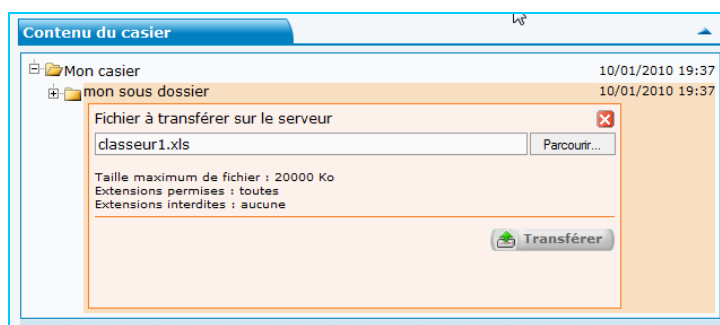 Contenu du casier
Mon casier 10/01/2010 19:37
mon sous dossier 10/01/2010 19:37
Fichier à transférer sur le serveur
classeur1.xls Parcourir...
Taille maximum de fichier : 20000 Ko
Extensions permises : toutes
Extensions interdites : aucune
Transférer